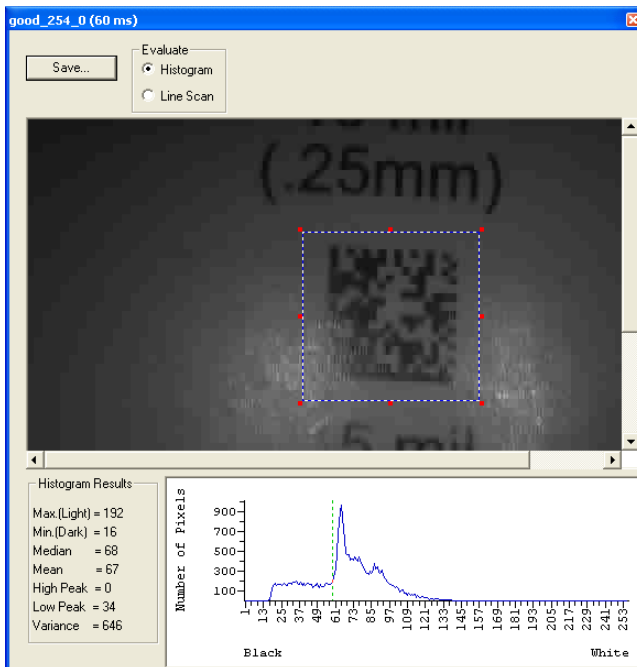 good_254_0 (60 ms)
Save...
Evaluate
Histogram
Line Scan
mil
(.25mm)
5 mil
Histogram Results
Max.(Light) = 192
Min.(Dark) = 16
Median = 68
Mean = 67
High Peak = 0
Low Peak = 34
Variance = 646
Number of Pixels
900
700
500
300
100
1 13 25 37 49 61 73 85 97 109 121 133 145 157 169 181 193 205 217 229 241 253
Black White